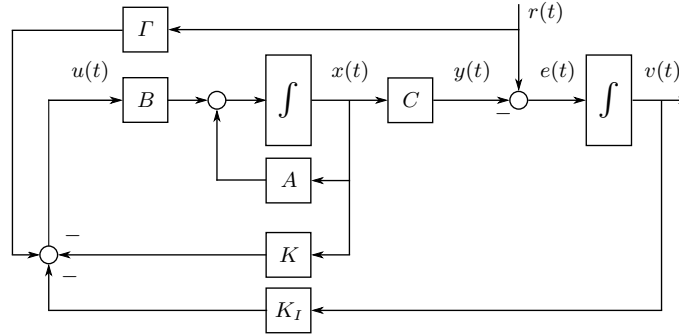 r(t)
Γ
u(t)
x(t)
y(t)
e(t)
v(t)
B
∫
C
∫
−
A
−
K
−
K_I